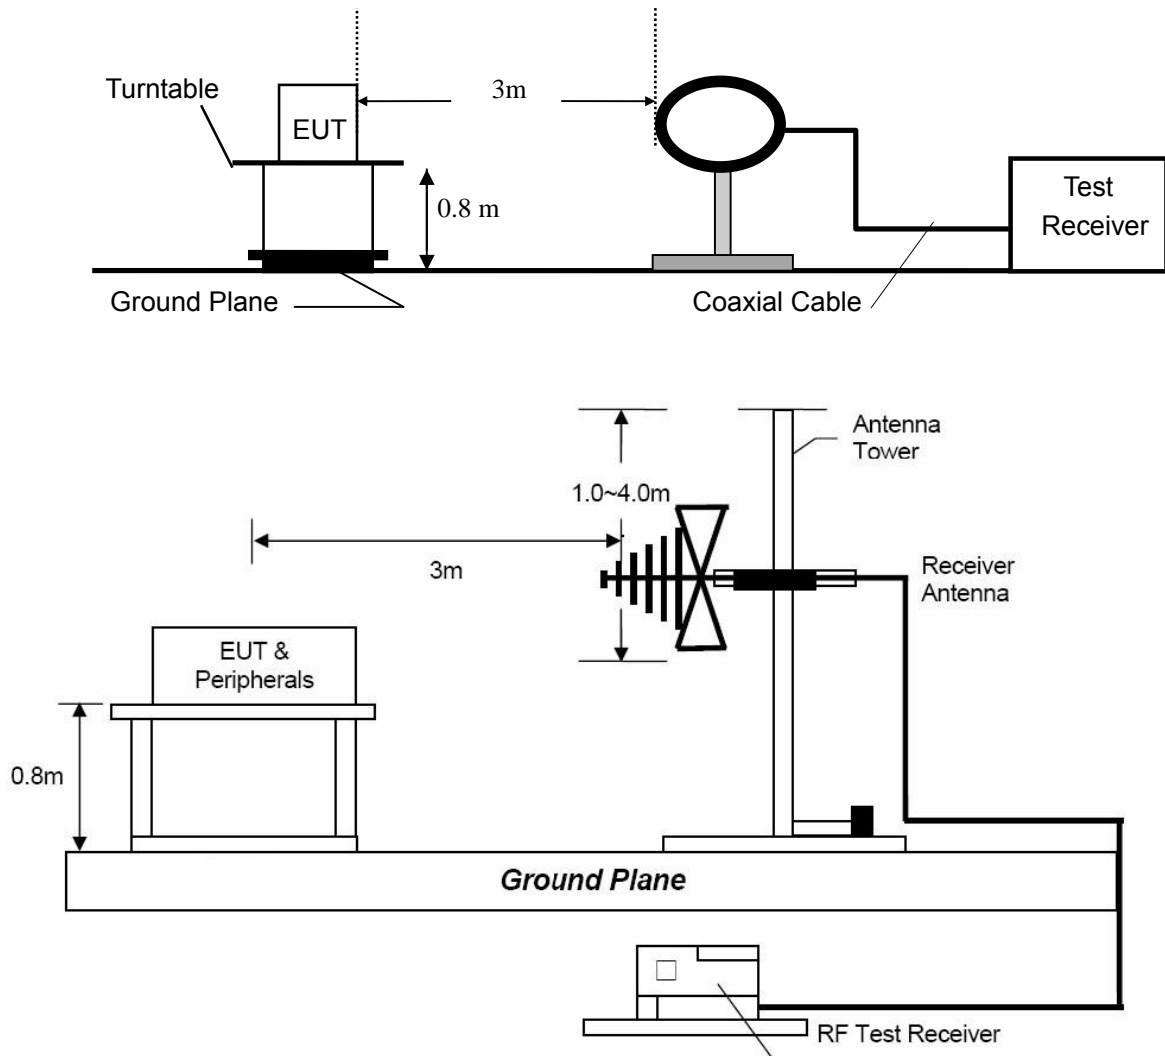 3m
Turntable
EUT
0.8 m
Test
Receiver
Ground Plane
Coaxial Cable
Antenna
Tower
1.0~4.0m
3m
Receiver
Antenna
EUT &
Peripherals
0.8m
Ground Plane
RF Test Receiver